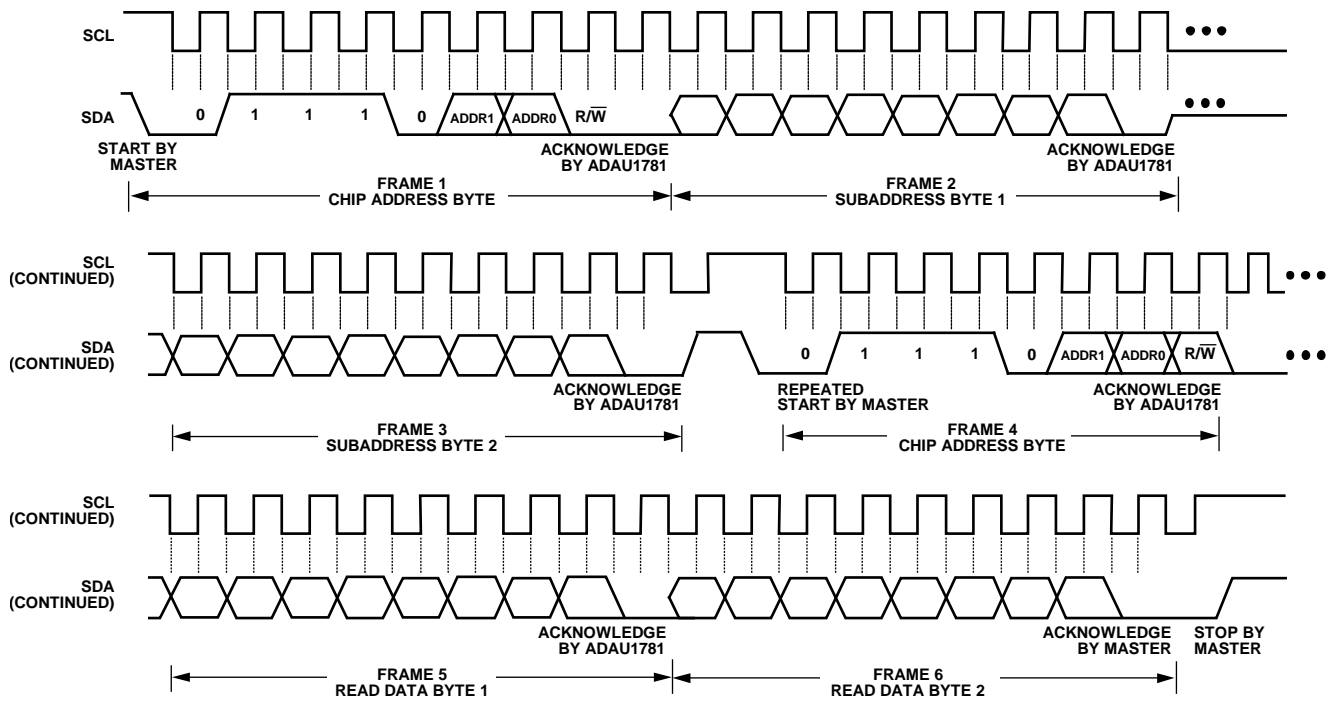 SCL
SDA
0 1 1 1 0 ADDR1 ADDR0 R/W̅
START BY
MASTER
ACKNOWLEDGE
BY ADAU1781
ACKNOWLEDGE
BY ADAU1781
FRAME 1
CHIP ADDRESS BYTE
FRAME 2
SUBADDRESS BYTE 1
SCL
(CONTINUED)
SDA
(CONTINUED)
0 1 1 1 0 ADDR1 ADDR0 R/W̅
ACKNOWLEDGE
BY ADAU1781
REPEATED
START BY MASTER
ACKNOWLEDGE
BY ADAU1781
FRAME 3
SUBADDRESS BYTE 2
FRAME 4
CHIP ADDRESS BYTE
SCL
(CONTINUED)
SDA
(CONTINUED)
ACKNOWLEDGE
BY ADAU1781
ACKNOWLEDGE
BY MASTER
STOP BY
MASTER
FRAME 5
READ DATA BYTE 1
FRAME 6
READ DATA BYTE 2